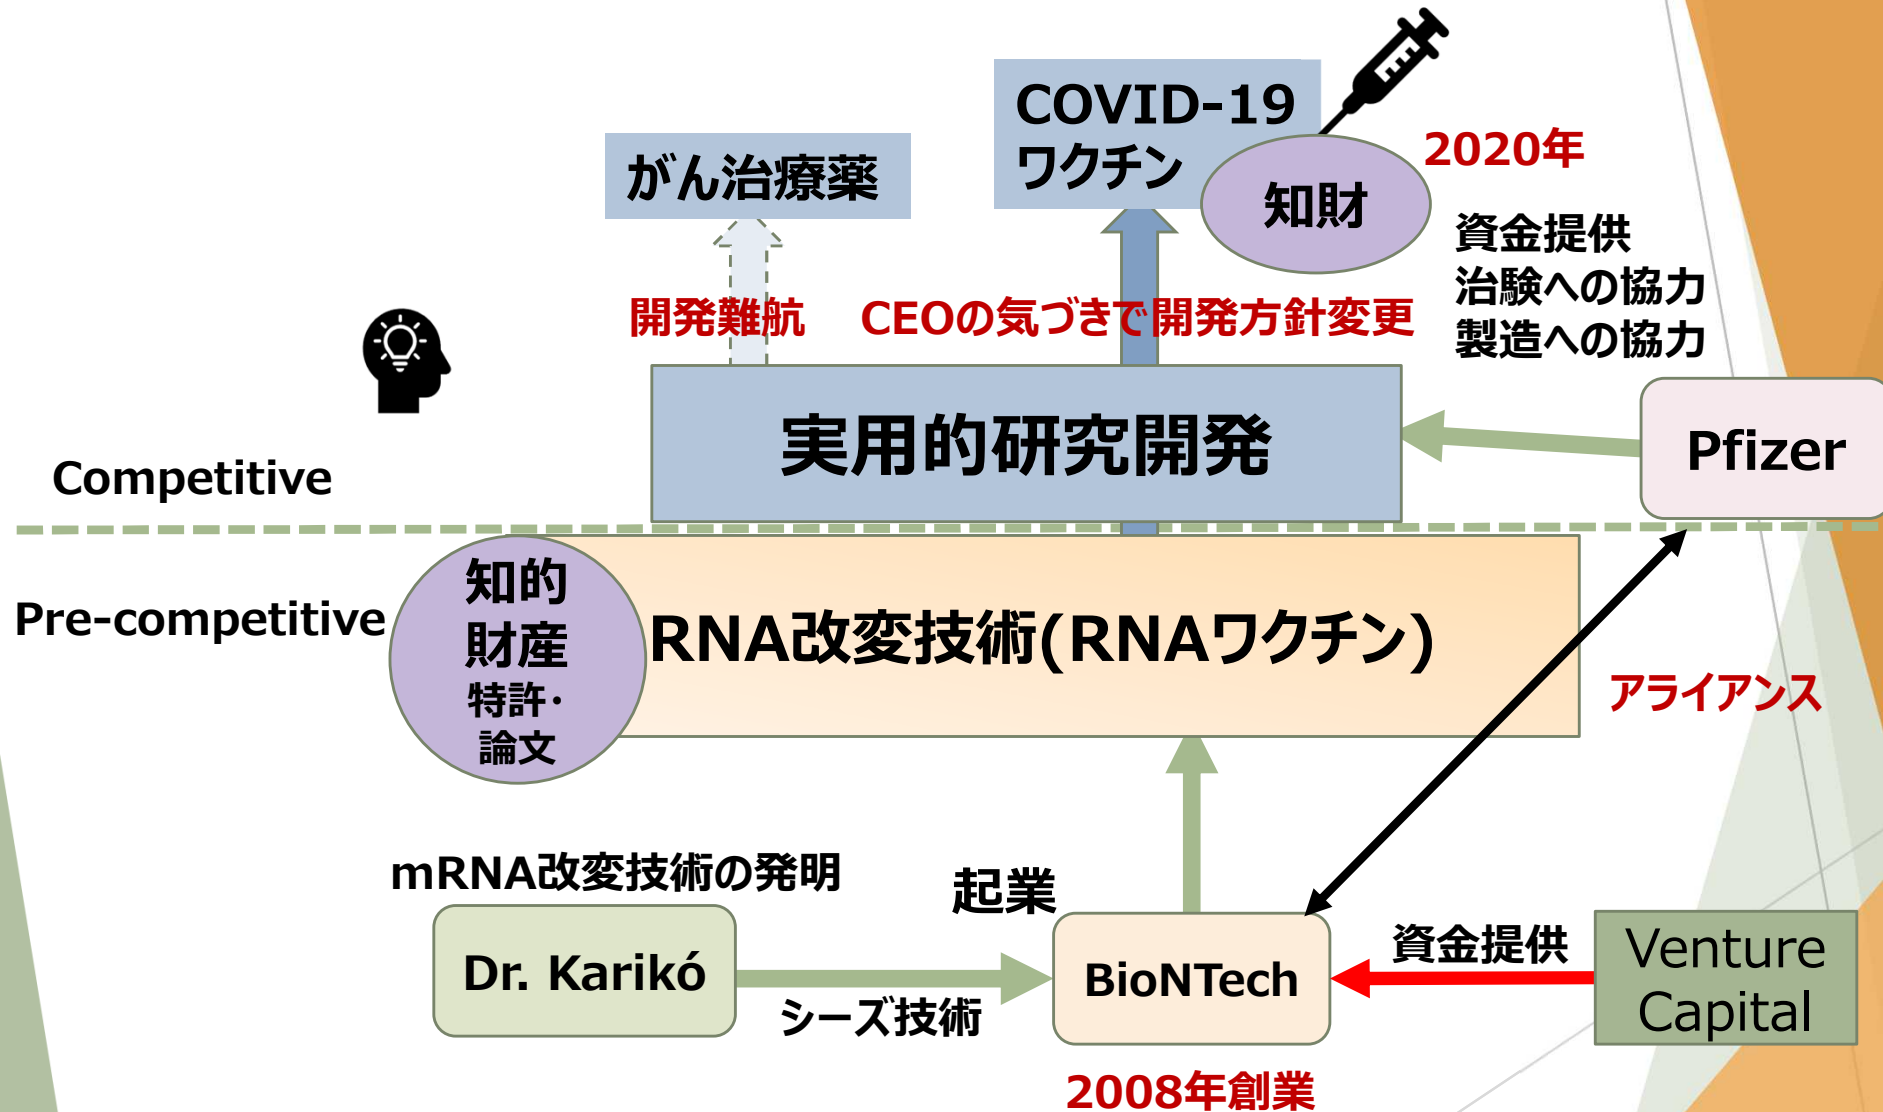 COVID-19
ワクチン
がん治療薬
知財
2020年
資金提供
治験への協力
製造への協力
開発難航
CEOの気づきで開発方針変更
実用的研究開発
Pfizer
Competitive
Pre-competitive
知的
財産
特許・
論文
RNA改変技術(RNAワクチン)
アライアンス
mRNA改変技術の発明
起業
Dr. Karikó
シーズ技術
BioNTech
資金提供
Venture
Capital
2008年創業